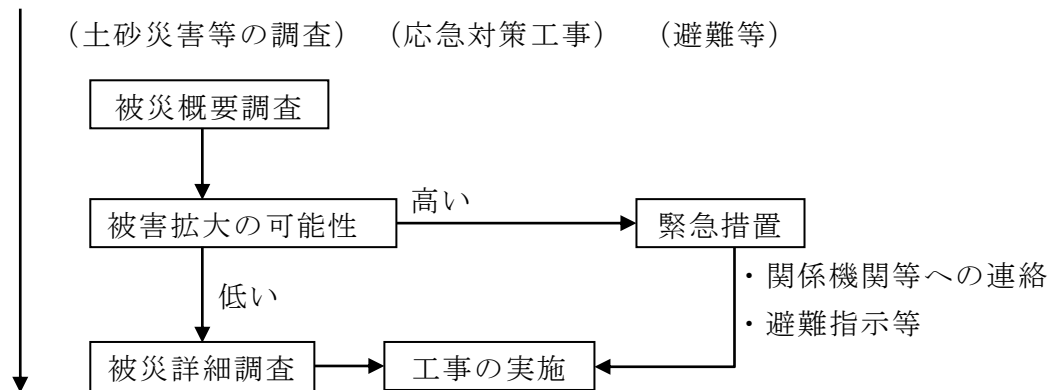 （土砂災害等の調査） （応急対策工事） （避難等）
被災概要調査
高い
被害拡大の可能性
緊急措置
・関係機関等への連絡
低い
・避難指示等
被災詳細調査
工事の実施